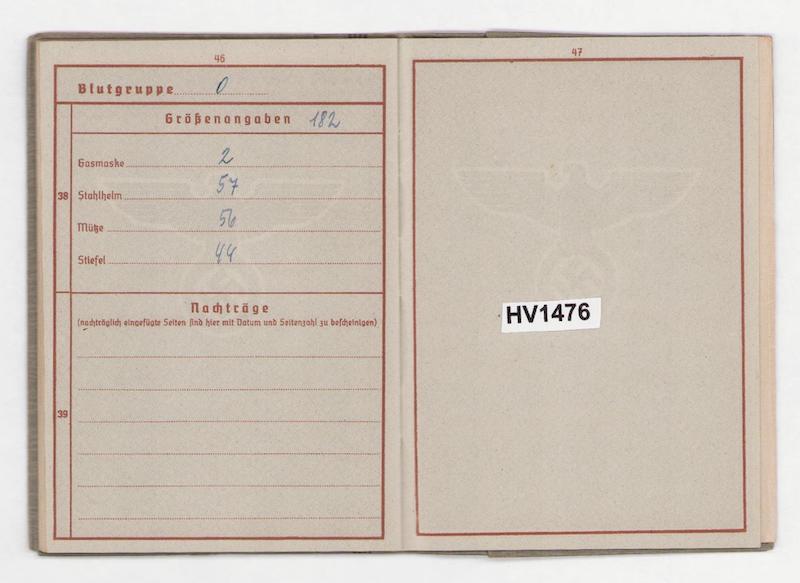 46
Blutgruppe 0
Größenangaben 182
38
Gasmaske 2
Stahlhelm 57
Mütze 56
Stiefel 44
39
Nachträge
(nachträglich eingefügte Seiten sind hier mit Datum und Seitenzahl zu bescheinigen)
47
HV1476